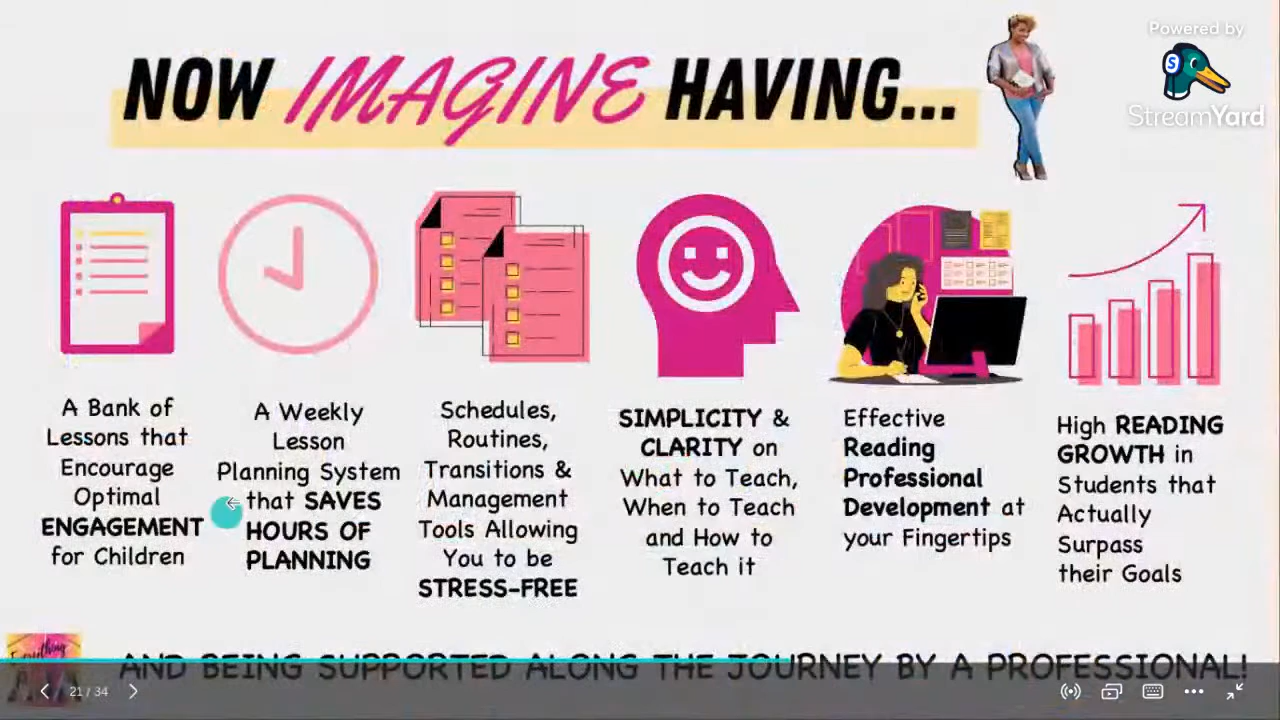 NOW IMAGINE HAVING...
Powered by
StreamYard
A Bank of
Lessons that
Encourage
Optimal
ENGAGEMENT
for Children
A Weekly
Lesson
Planning System
that SAVES
HOURS OF
PLANNING
Schedules,
Routines,
Transitions &
Management
Tools Allowing
You to be
STRESS-FREE
SIMPLICITY &
CLARITY on
What to Teach,
When to Teach
and How to
Teach it
Effective
Reading
Professional
Development at
your Fingertips
High READING
GROWTH in
Students that
Actually
Surpass
their Goals
Everything
AND BEING SUPPORTED ALONG THE JOURNEY BY A PROFESSIONAL!
21 / 34